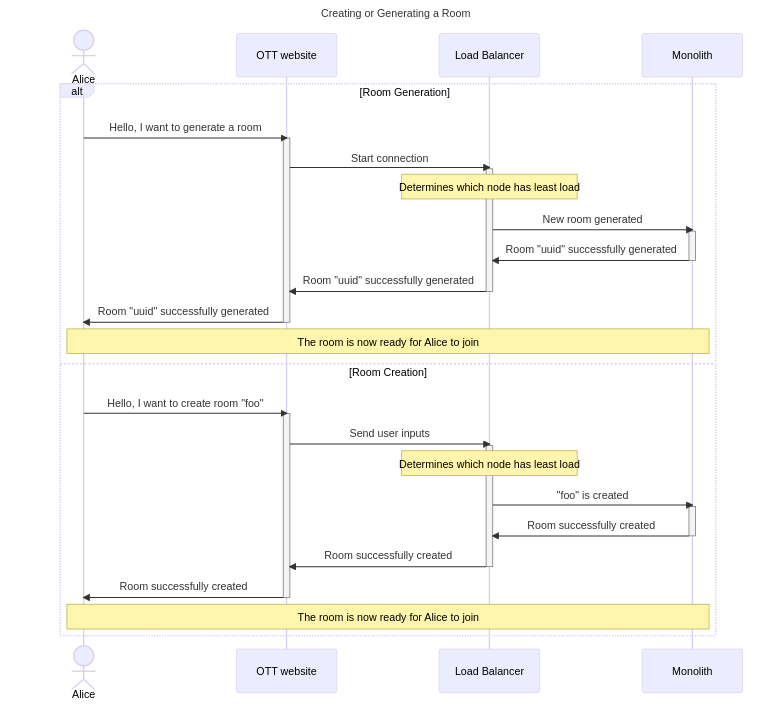 Creating or Generating a Room
Alice
OTT website
Load Balancer
Monolith
alt
[Room Generation]
Hello, I want to generate a room
Start connection
Determines which node has least load
New room generated
Room "uuid" successfully generated
Room "uuid" successfully generated
Room "uuid" successfully generated
The room is now ready for Alice to join
[Room Creation]
Hello, I want to create room "foo"
Send user inputs
Determines which node has least load
"foo" is created
Room successfully created
Room successfully created
Room successfully created
The room is now ready for Alice to join
Alice
OTT website
Load Balancer
Monolith